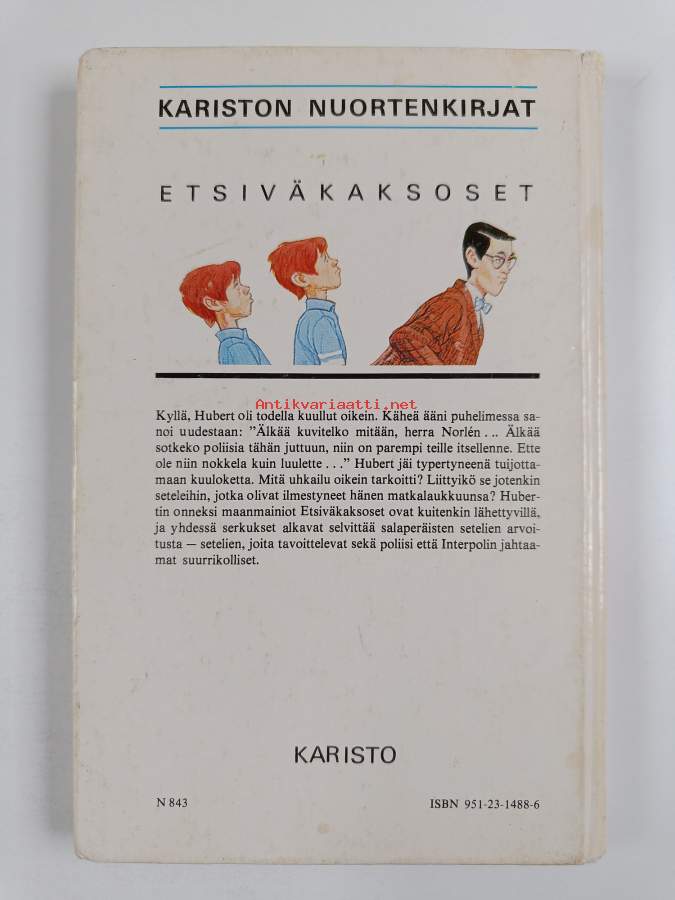 KARISTON NUORTENKIRJAT
ETSIVÄKAKSOSET
Antikvariaatti.net
Kyllä, Hubert oli todella kuullut oikein. Käheä ääni puhelimessa sa-
noi uudestaan: ”Älkää kuvitelko mitään, herra Norlén . . . Älkää
sotkeko poliisia tähän juttuun, niin on parempi teille itsellenne. Ette
ole niin nokkela kuin luulette . . .” Hubert jäi typertyneenä tuijotta-
maan kuuloketta. Mitä uhkailu oikein tarkoitti? Liittyikö se jotenkin
seteleihin, jotka olivat ilmestyneet hänen matkalaukkuunsa? Huber-
tin onneksi maanmainiot Etsiväkaksoset ovat kuitenkin lähettyvillä,
ja yhdessä serkukset alkavat selvittää salaperäisten setelien arvoi-
tusta — setelien, joita tavoittelevat sekä poliisi että Interpolin jahtaa-
mat suurrikolliset.
KARISTO
N 843
ISBN 951-23-1488-6